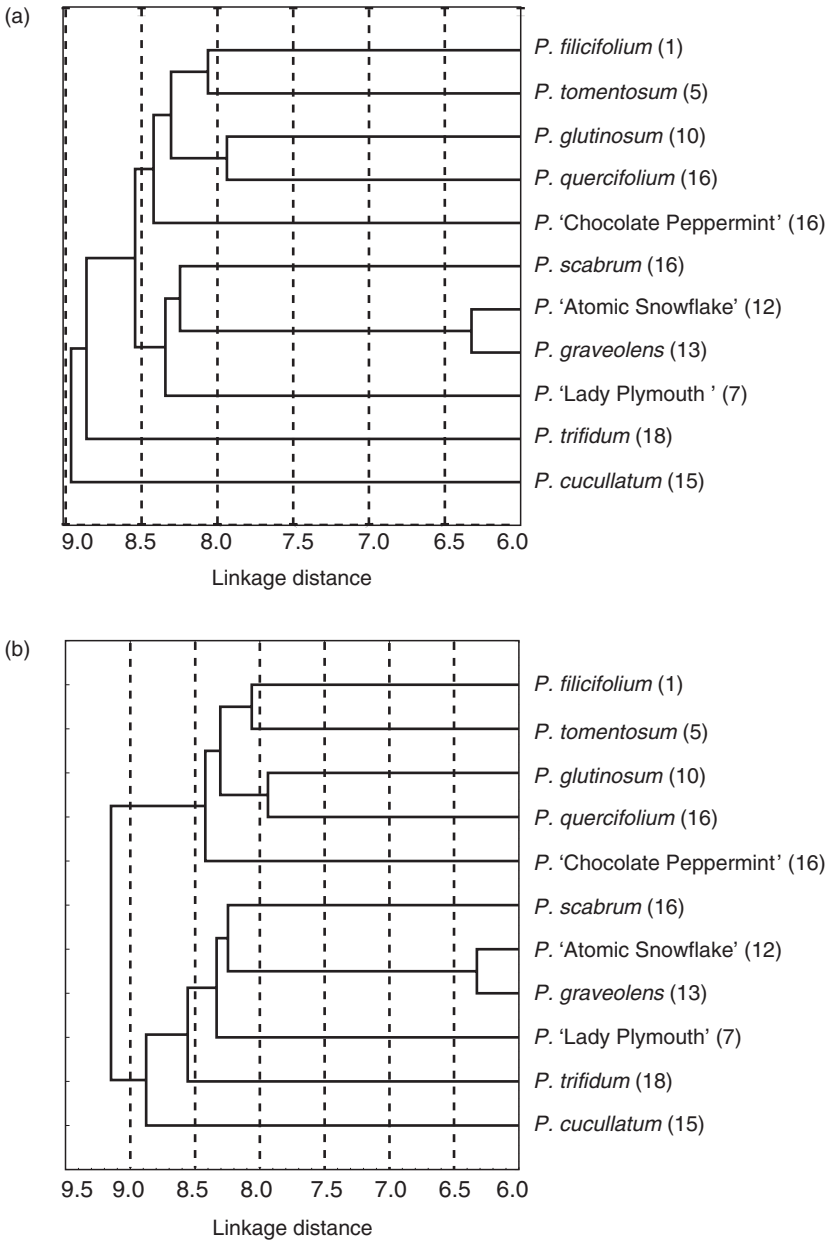 (a)
P. filicifolium (1)
P. tomentosum (5)
P. glutinosum (10)
P. quercifolium (16)
P. ‘Chocolate Peppermint’ (16)
P. scabrum (16)
P. ‘Atomic Snowflake’ (12)
P. graveolens (13)
P. ‘Lady Plymouth ’ (7)
P. trifidum (18)
P. cucullatum (15)
9.0 8.5 8.0 7.5 7.0 6.5 6.0
Linkage distance
(b)
P. filicifolium (1)
P. tomentosum (5)
P. glutinosum (10)
P. quercifolium (16)
P. ‘Chocolate Peppermint’ (16)
P. scabrum (16)
P. ‘Atomic Snowflake’ (12)
P. graveolens (13)
P. ‘Lady Plymouth’ (7)
P. trifidum (18)
P. cucullatum (15)
9.5 9.0 8.5 8.0 7.5 7.0 6.5 6.0
Linkage distance